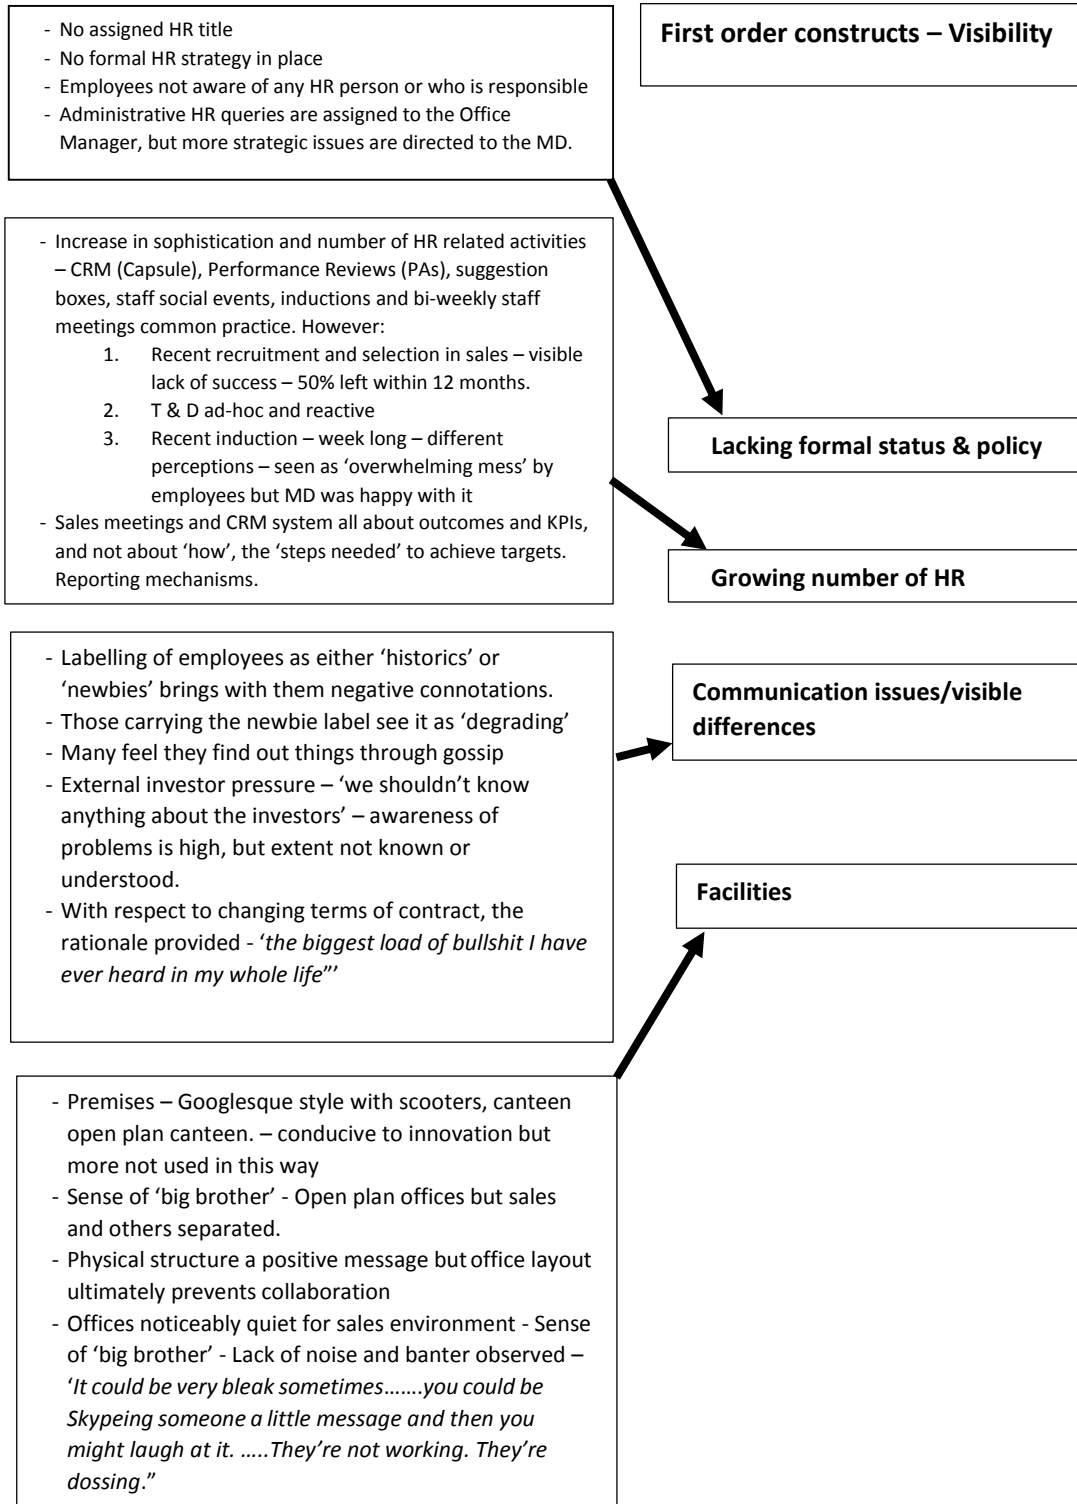 - No assigned HR title
- No formal HR strategy in place
- Employees not aware of any HR person or who is responsible
- Administrative HR queries are assigned to the Office
Manager, but more strategic issues are directed to the MD.
First order constructs – Visibility
- Increase in sophistication and number of HR related activities
– CRM (Capsule), Performance Reviews (PAs), suggestion
boxes, staff social events, inductions and bi-weekly staff
meetings common practice. However:
1. Recent recruitment and selection in sales – visible
lack of success – 50% left within 12 months.
2. T & D ad-hoc and reactive
3. Recent induction – week long – different
perceptions – seen as ‘overwhelming mess’ by
employees but MD was happy with it
- Sales meetings and CRM system all about outcomes and KPIs,
and not about ‘how’, the ‘steps needed’ to achieve targets.
Reporting mechanisms.
Lacking formal status & policy
Growing number of HR
- Labelling of employees as either ‘historics’ or
‘newbies’ brings with them negative connotations.
- Those carrying the newbie label see it as ‘degrading’
- Many feel they find out things through gossip
- External investor pressure – ‘we shouldn’t know
anything about the investors’ – awareness of
problems is high, but extent not known or
understood.
- With respect to changing terms of contract, the
rationale provided - ‘the biggest load of bullshit I have
ever heard in my whole life”’
Communication issues/visible
differences
Facilities
- Premises – Googlesque style with scooters, canteen
open plan canteen. – conducive to innovation but
more not used in this way
- Sense of ‘big brother’ - Open plan offices but sales
and others separated.
- Physical structure a positive message but office layout
ultimately prevents collaboration
- Offices noticeably quiet for sales environment - Sense
of ‘big brother’ - Lack of noise and banter observed –
‘It could be very bleak sometimes…….you could be
Skypeing someone a little message and then you
might laugh at it. …..They’re not working. They’re
dossing.”